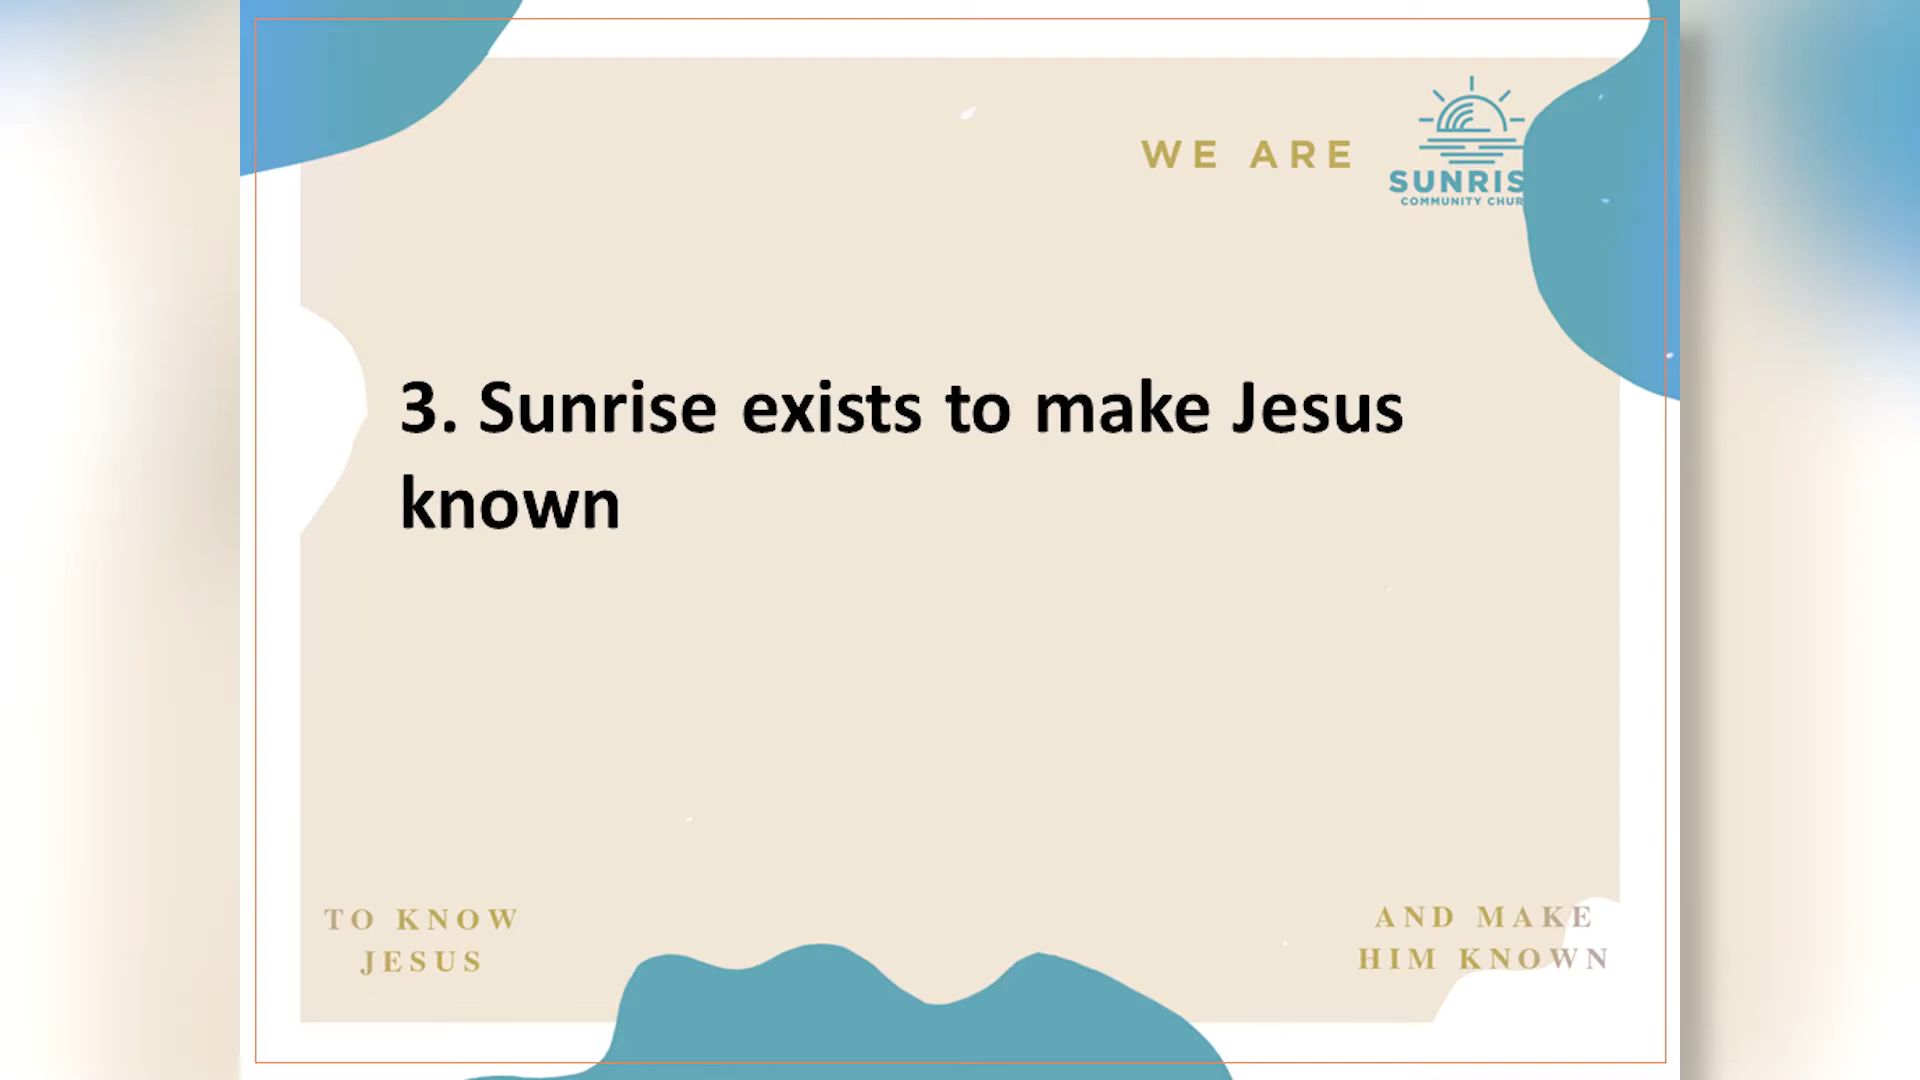 WE ARE
SUNRIS
COMMUNITY CHUR
3. Sunrise exists to make Jesus
known
TO KNOW
JESUS
AND MAKE
HIM KNOWN